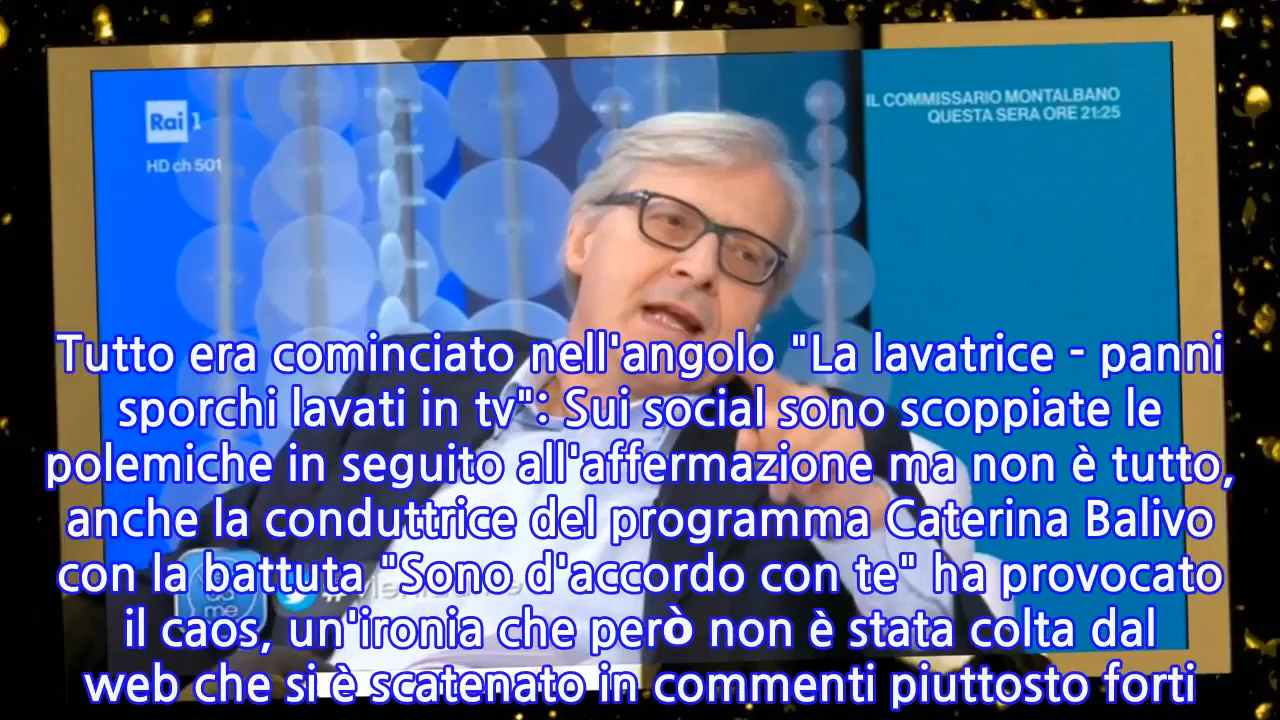 Rai 1
HD ch 501
IL COMMISSARIO MONTALBANO
QUESTA SERA ORE 21:25
Tutto era cominciato nell'angolo "La lavatrice - panni
sporchi lavati in tv": Sui social sono scoppiate le
polemiche in seguito all'affermazione ma non è tutto,
anche la conduttrice del programma Caterina Balivo
con la battuta "Sono d'accordo con te" ha provocato
il caos, un'ironia che però non è stata colta dal
web che si è scatenato in commenti piuttosto forti
da
me